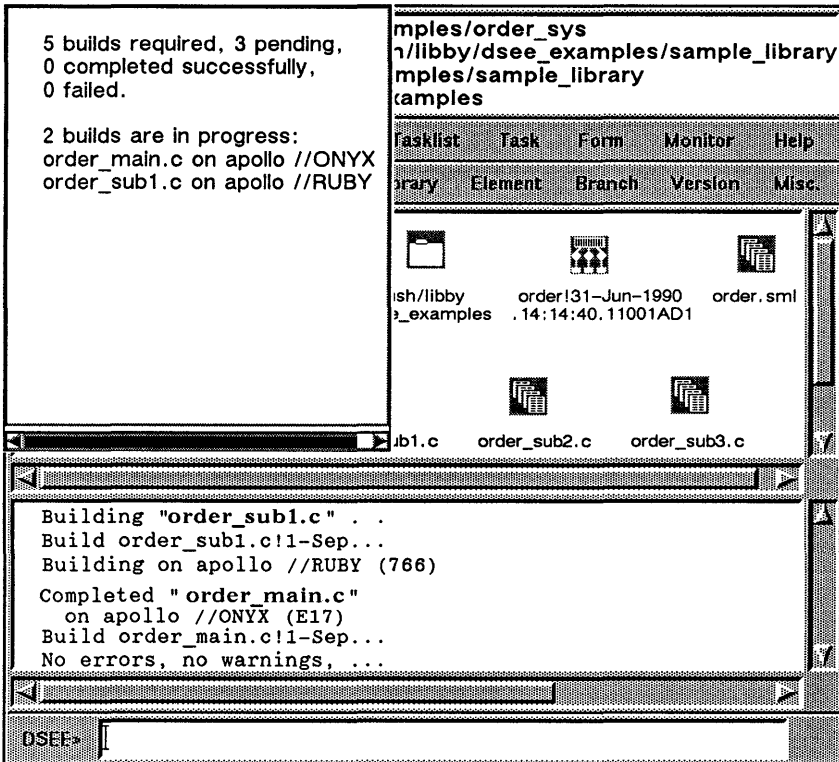 5 builds required, 3 pending,
0 completed successfully,
0 failed.
2 builds are in progress:
order_main.c on apollo //ONYX
order_sub1.c on apollo //RUBY
mples/order_sys
n/libby/dsee_examples/sample_library
mples/sample_library
xamples
Tasklist Task Form Monitor Help
rary Element Branch Version Misc.
sh/libby order!31-Jun-1990 order.sml
e_examples .14:14:40.11001AD1
ub1.c order_sub2.c order_sub3.c
Building "order_sub1.c" . .
Build order_sub1.c!1-Sep...
Building on apollo //RUBY (766)
Completed "order_main.c"
on apollo //ONYX (E17)
Build order_main.c!1-Sep...
No errors, no warnings, ...
DSEE>